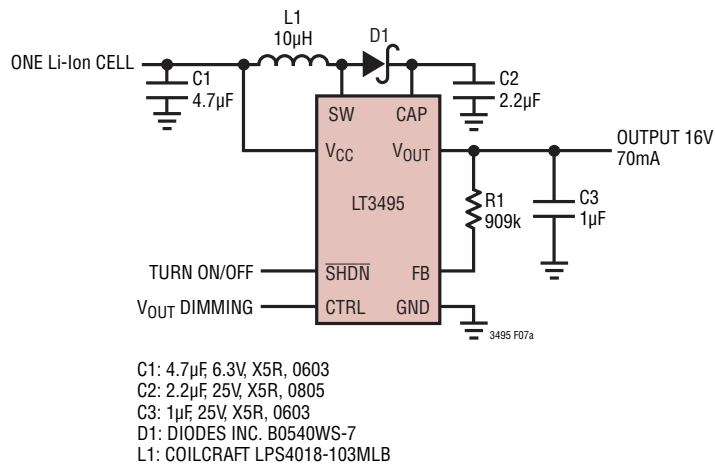 L1
10µH
D1
ONE Li-Ion CELL
C1
4.7µF
C2
2.2µF
SW
CAP
VCC
VOUT
OUTPUT 16V
70mA
LT3495
R1
909k
C3
1µF
TURN ON/OFF
SHDN
FB
VOUT DIMMING
CTRL
GND
3495 F07a
C1: 4.7µF, 6.3V, X5R, 0603
C2: 2.2µF, 25V, X5R, 0805
C3: 1µF, 25V, X5R, 0603
D1: DIODES INC. B0540WS-7
L1: COILCRAFT LPS4018-103MLB